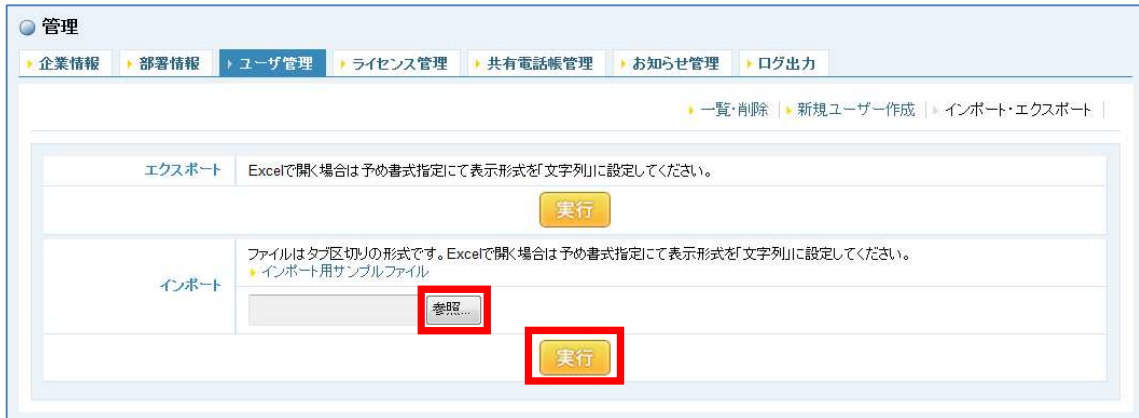 管理
企業情報 部署情報 ユーザ管理 ライセンス管理 共有電話帳管理 お知らせ管理 ログ出力
一覧・削除 | 新規ユーザー作成 | インポート・エクスポート |
エクスポート Excelで開く場合は予め書式指定にて表示形式を「文字列」に設定してください。
実行
ファイルはタブ区切りの形式です。Excelで開く場合は予め書式指定にて表示形式を「文字列」に設定してください。
インポート用サンプルファイル
インポート
参照...
実行